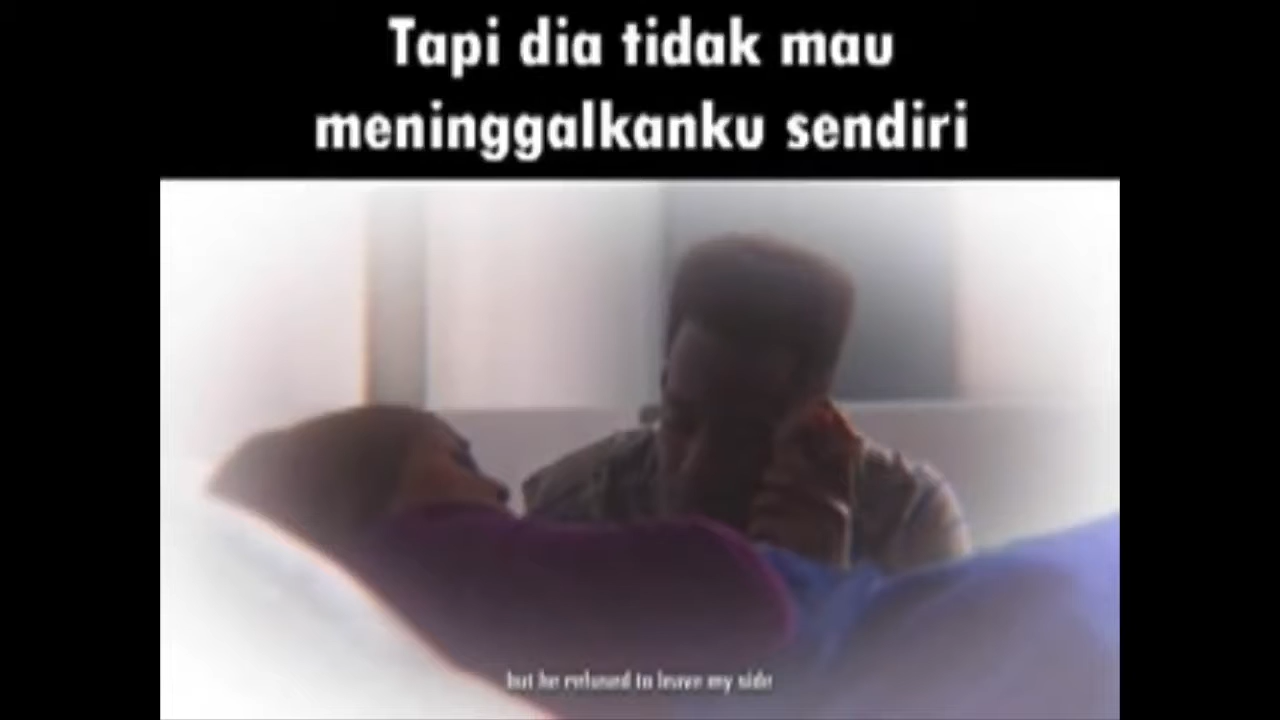 Tapi dia tidak mau
meninggalkanku sendiri
but he refused to leave my side